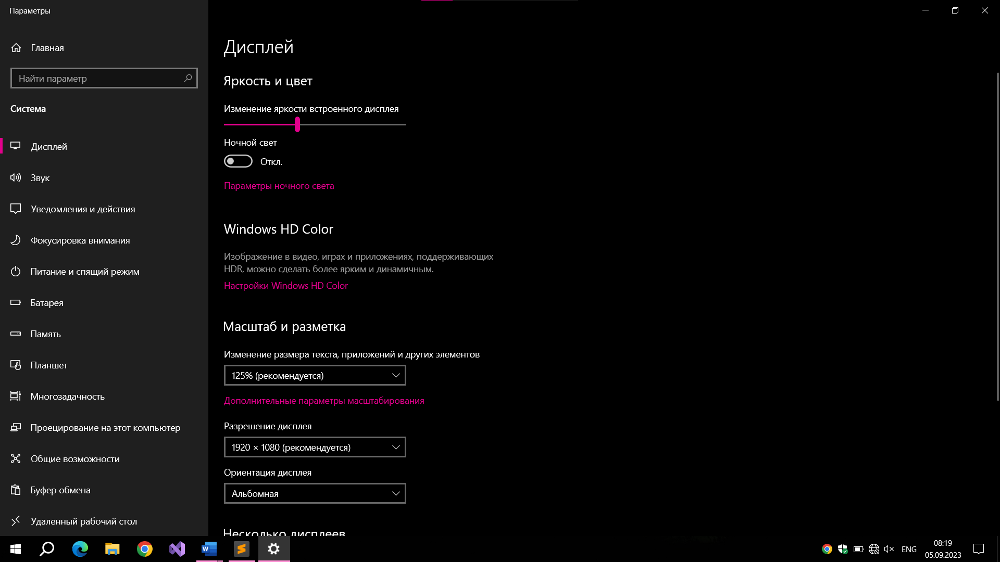 Параметры
Главная
Найти параметр
Система
Дисплей
Звук
Уведомления и действия
Фокусировка внимания
Питание и спящий режим
Батарея
Память
Планшет
Многозадачность
Проецирование на этот компьютер
Общие возможности
Буфер обмена
Удаленный рабочий стол
Дисплей
Яркость и цвет
Изменение яркости встроенного дисплея
Ночной свет
Откл.
Параметры ночного света
Windows HD Color
Изображение в видео, играх и приложениях, поддерживающих
HDR, можно сделать более ярким и динамичным.
Настройки Windows HD Color
Масштаб и разметка
Изменение размера текста, приложений и других элементов
125% (рекомендуется)
Дополнительные параметры масштабирования
Разрешение дисплея
1920 × 1080 (рекомендуется)
Ориентация дисплея
Альбомная
Несколько дисплеев
W
ENG
08:19
05.09.2023